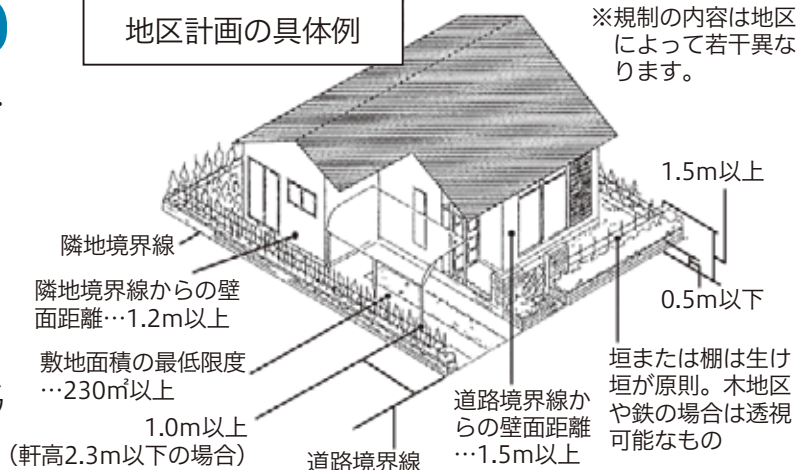 地区計画の具体例
※規制の内容は地区
によって若干異な
ります。
1.5m以上
0.5m以下
隣地境界線
隣地境界線からの壁
面距離…1.2m以上
敷地面積の最低限度
…230㎡以上
1.0m以上
（軒高2.3m以下の場合）
道路境界線
道路境界線か
らの壁面距離
…1.5m以上
垣または棚は生け
垣が原則。木地区
や鉄の場合は透視
可能なもの